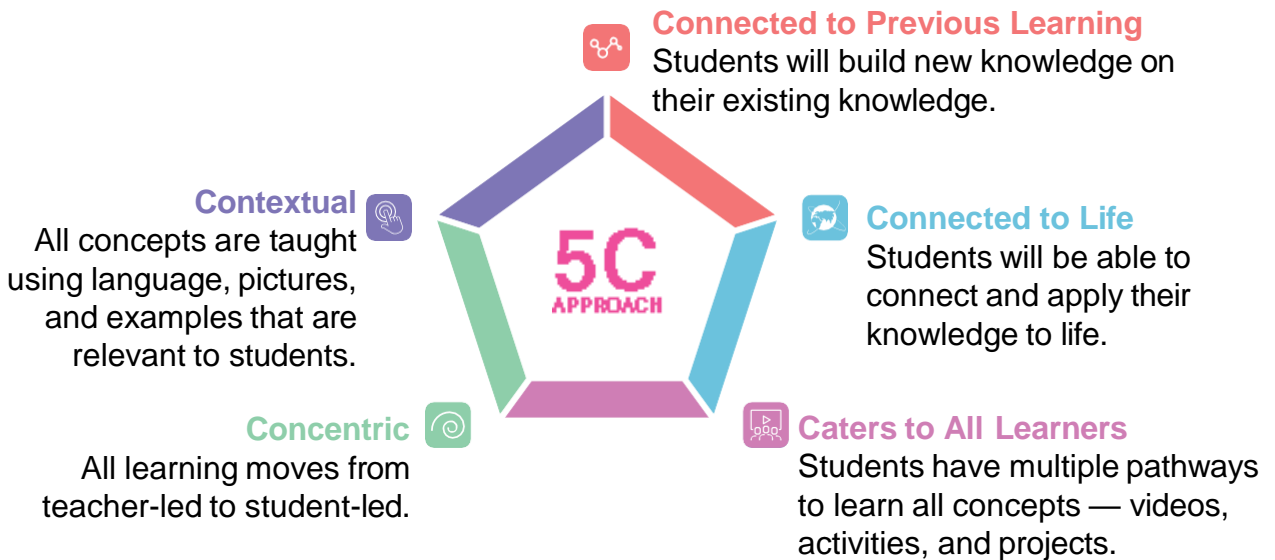 Connected to Previous Learning
Students will build new knowledge on
their existing knowledge.
Contextual
All concepts are taught
using language, pictures,
and examples that are
relevant to students.
5C
APPROACH
Connected to Life
Students will be able to
connect and apply their
knowledge to life.
Concentric
All learning moves from
teacher-led to student-led.
Caters to All Learners
Students have multiple pathways
to learn all concepts — videos,
activities, and projects.